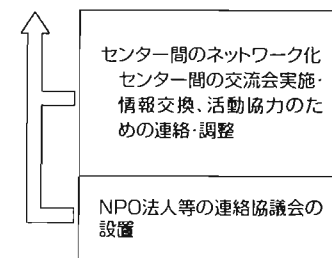 センター間のネットワーク化
センター間の交流会実施・
情報交換、活動協力のた
めの連絡・調整
NPO法人等の連絡協議会の
設置